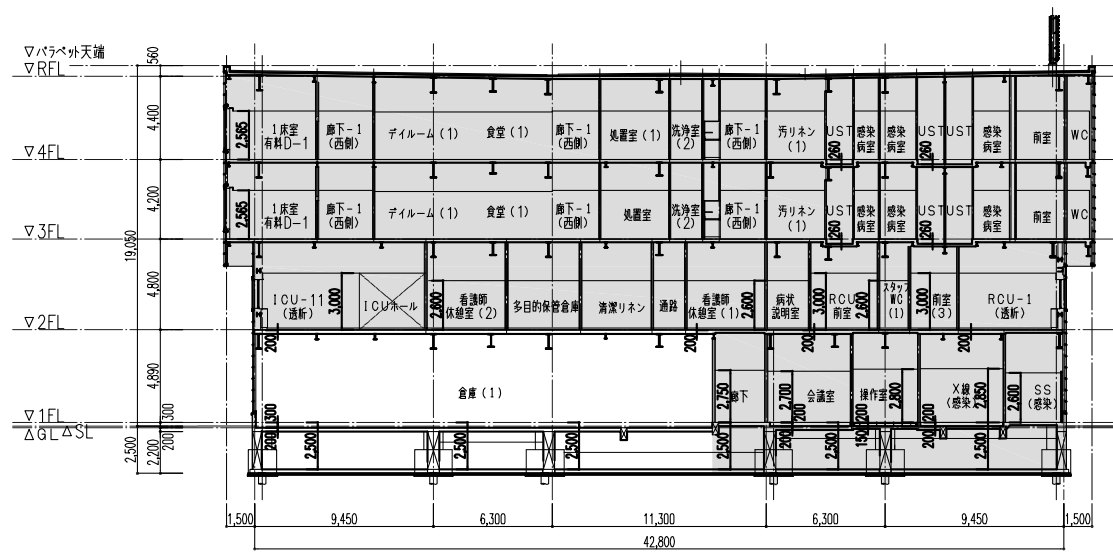 ▽パラペット天端
▽RFL
560
4,400
▽4FL
4,200
▽3FL
19,050
4,800
▽2FL
4,890
▽1FL
△GL △SL
300
200
2,500
2,200
2,565
1床室
有料D-1
廊下-1
(西側)
デイルーム(1)
食堂(1)
廊下-1
(西側)
処置室(1)
洗浄室
(2)
廊下-1
(西側)
汚リネン
(1)
UST
260
感染
病室
感染
病室
UST
260
UST
感染
病室
前室
WC
2,565
1床室
有料D-1
廊下-1
(西側)
デイルーム(1)
食堂(1)
廊下-1
(西側)
処置室
洗浄室
(2)
廊下-1
(西側)
汚リネン
(1)
UST
260
感染
病室
感染
病室
UST
260
UST
感染
病室
前室
WC
ICU-11
(透析)
3,000
ICUホール
2,600
看護師
休憩室(2)
多目的保管倉庫
清潔リネン
通路
看護師
休憩室(1)
2,600
病状
説明室
3,000
RCU
前室
2,600
スタッフ
WC
(1)
3,000
前室
(3)
RCU-1
(透析)
200
200
200
200
倉庫(1)
2,750
廊下
2,700
会議室
200
操作室
2,800
200
X線
(感染)
2,850
2,600
SS
(感染)
300
200
2,500
2,500
2,500
2,500
200
2,500
150
200
2,500
1,500
9,450
6,300
11,300
6,300
9,450
1,500
42,800